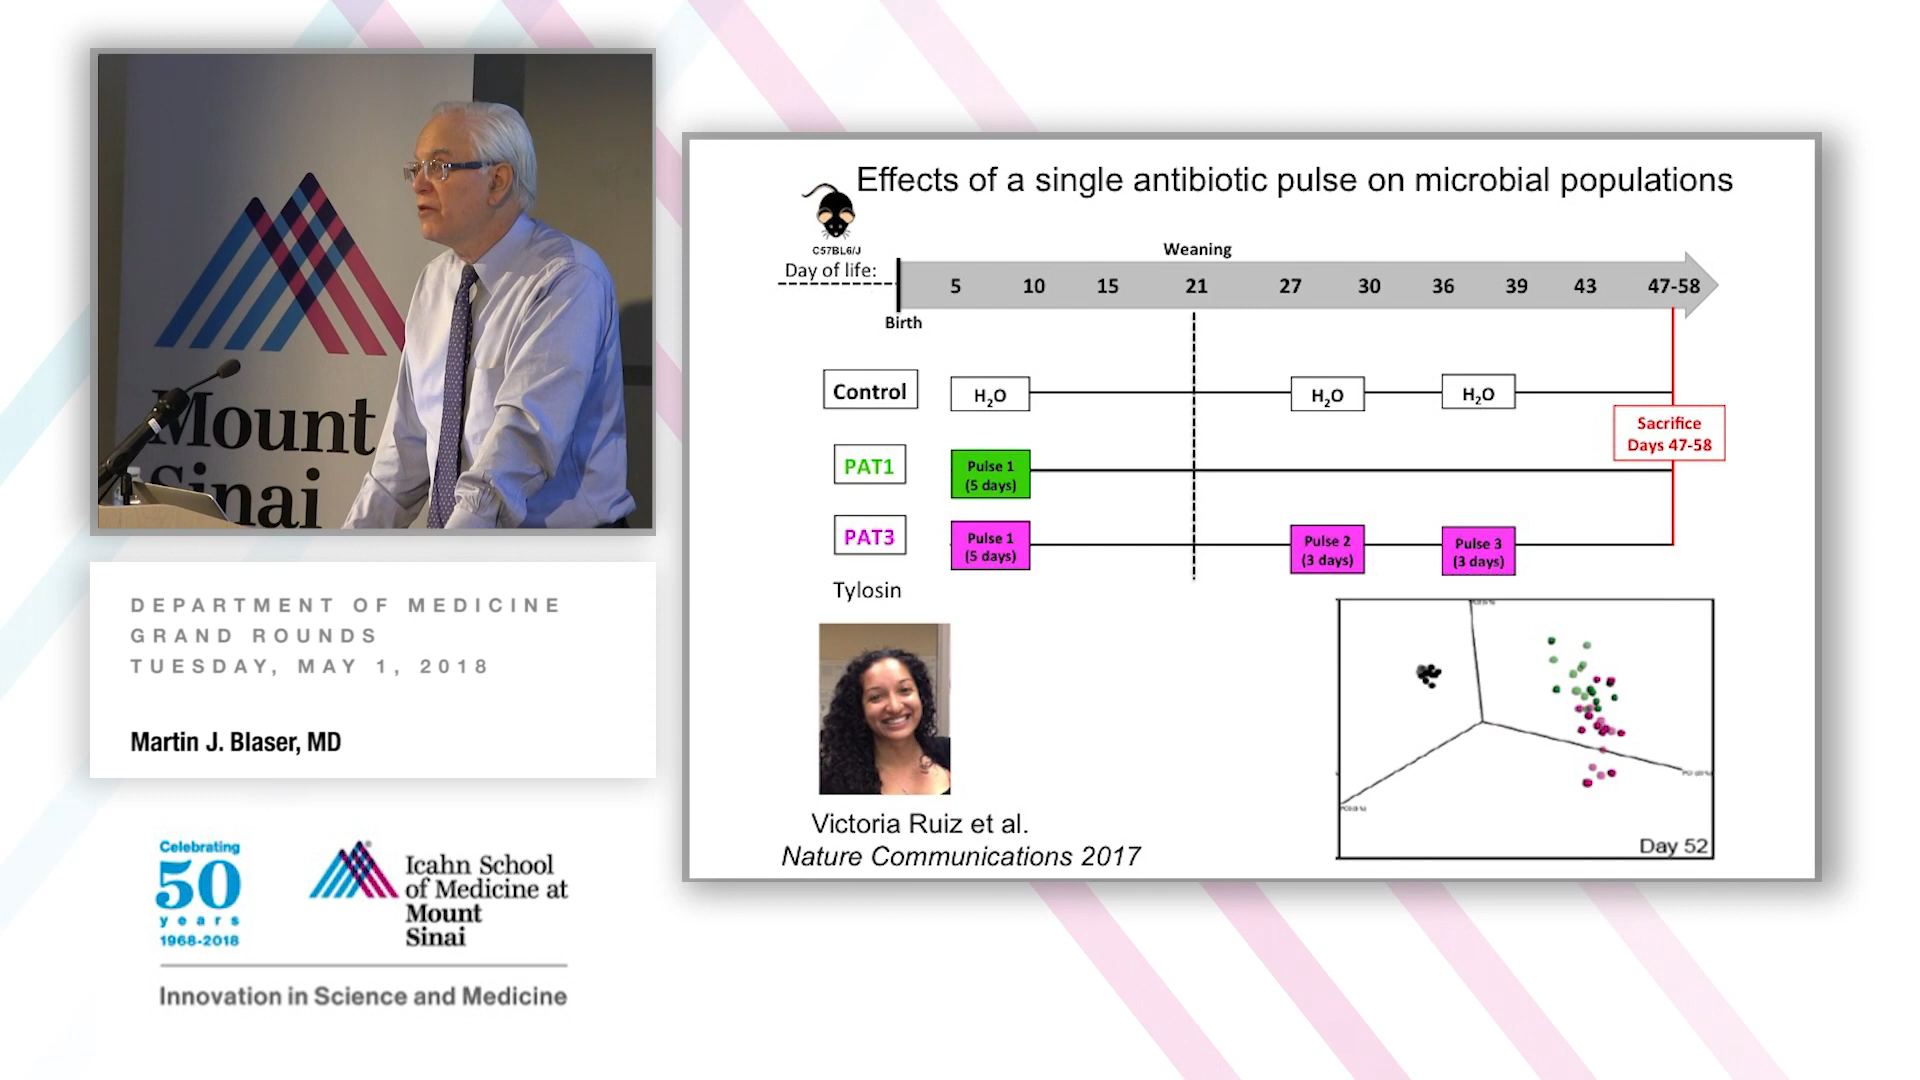 Mount
Sinai
DEPARTMENT OF MEDICINE
GRAND ROUNDS
TUESDAY, MAY 1, 2018
Martin J. Blaser, MD
Celebrating
50
years
1968-2018
Icahn School
of Medicine at
Mount
Sinai
Innovation in Science and Medicine
Effects of a single antibiotic pulse on microbial populations
C57BL6/J
Weaning
Day of life:
5 10 15 21 27 30 36 39 43 47-58
Birth
Control H₂O H₂O H₂O
Sacrifice
Days 47-58
PAT1 Pulse 1
(5 days)
PAT3 Pulse 1
(5 days)
Pulse 2
(3 days)
Pulse 3
(3 days)
Tylosin
Victoria Ruiz et al.
Nature Communications 2017
Day 52